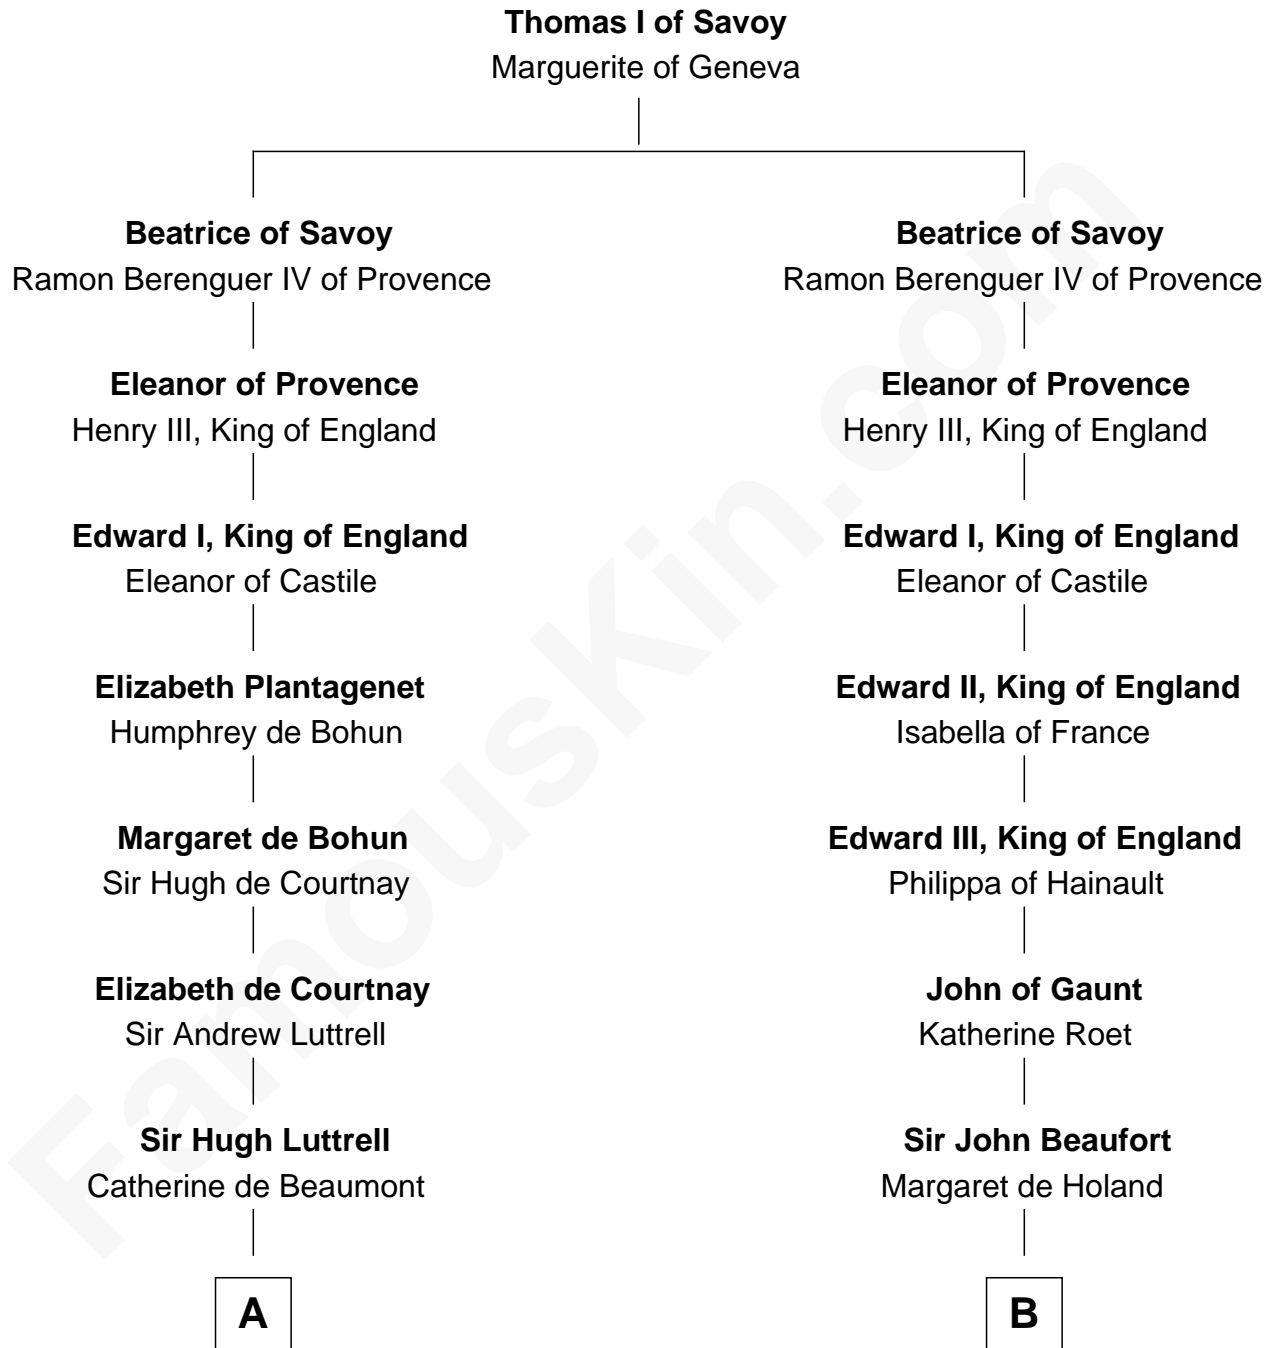 Thomas I of Savoy
Marguerite of Geneva
Beatrice of Savoy
Ramon Berenguer IV of Provence
Eleanor of Provence
Henry III, King of England
Edward I, King of England
Eleanor of Castile
Elizabeth Plantagenet
Humphrey de Bohun
Margaret de Bohun
Sir Hugh de Courtnay
Elizabeth de Courtnay
Sir Andrew Luttrell
Sir Hugh Luttrell
Catherine de Beaumont
A
Beatrice of Savoy
Ramon Berenguer IV of Provence
Eleanor of Provence
Henry III, King of England
Edward I, King of England
Eleanor of Castile
Edward II, King of England
Isabella of France
Edward III, King of England
Philippa of Hainault
John of Gaunt
Katherine Roet
Sir John Beaufort
Margaret de Holand
B
FamousKin.com